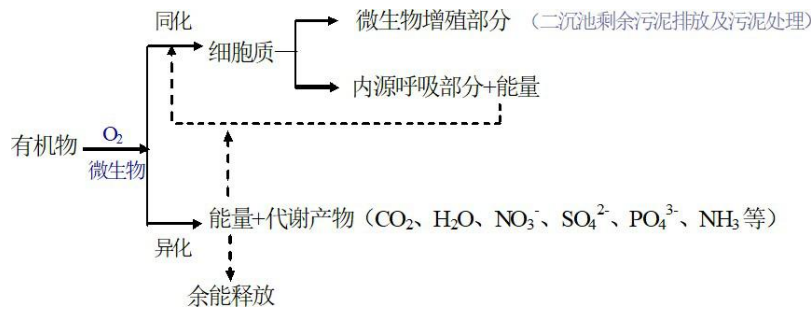 同化
微生物增殖部分 （二沉池剩余污泥排放及污泥处理）
细胞质
内源呼吸部分+能量
有机物
O₂
微生物
能量+代谢产物（CO₂、H₂O、NO₃⁻、SO₄²⁻、PO₄³⁻、NH₃ 等）
异化
余能释放